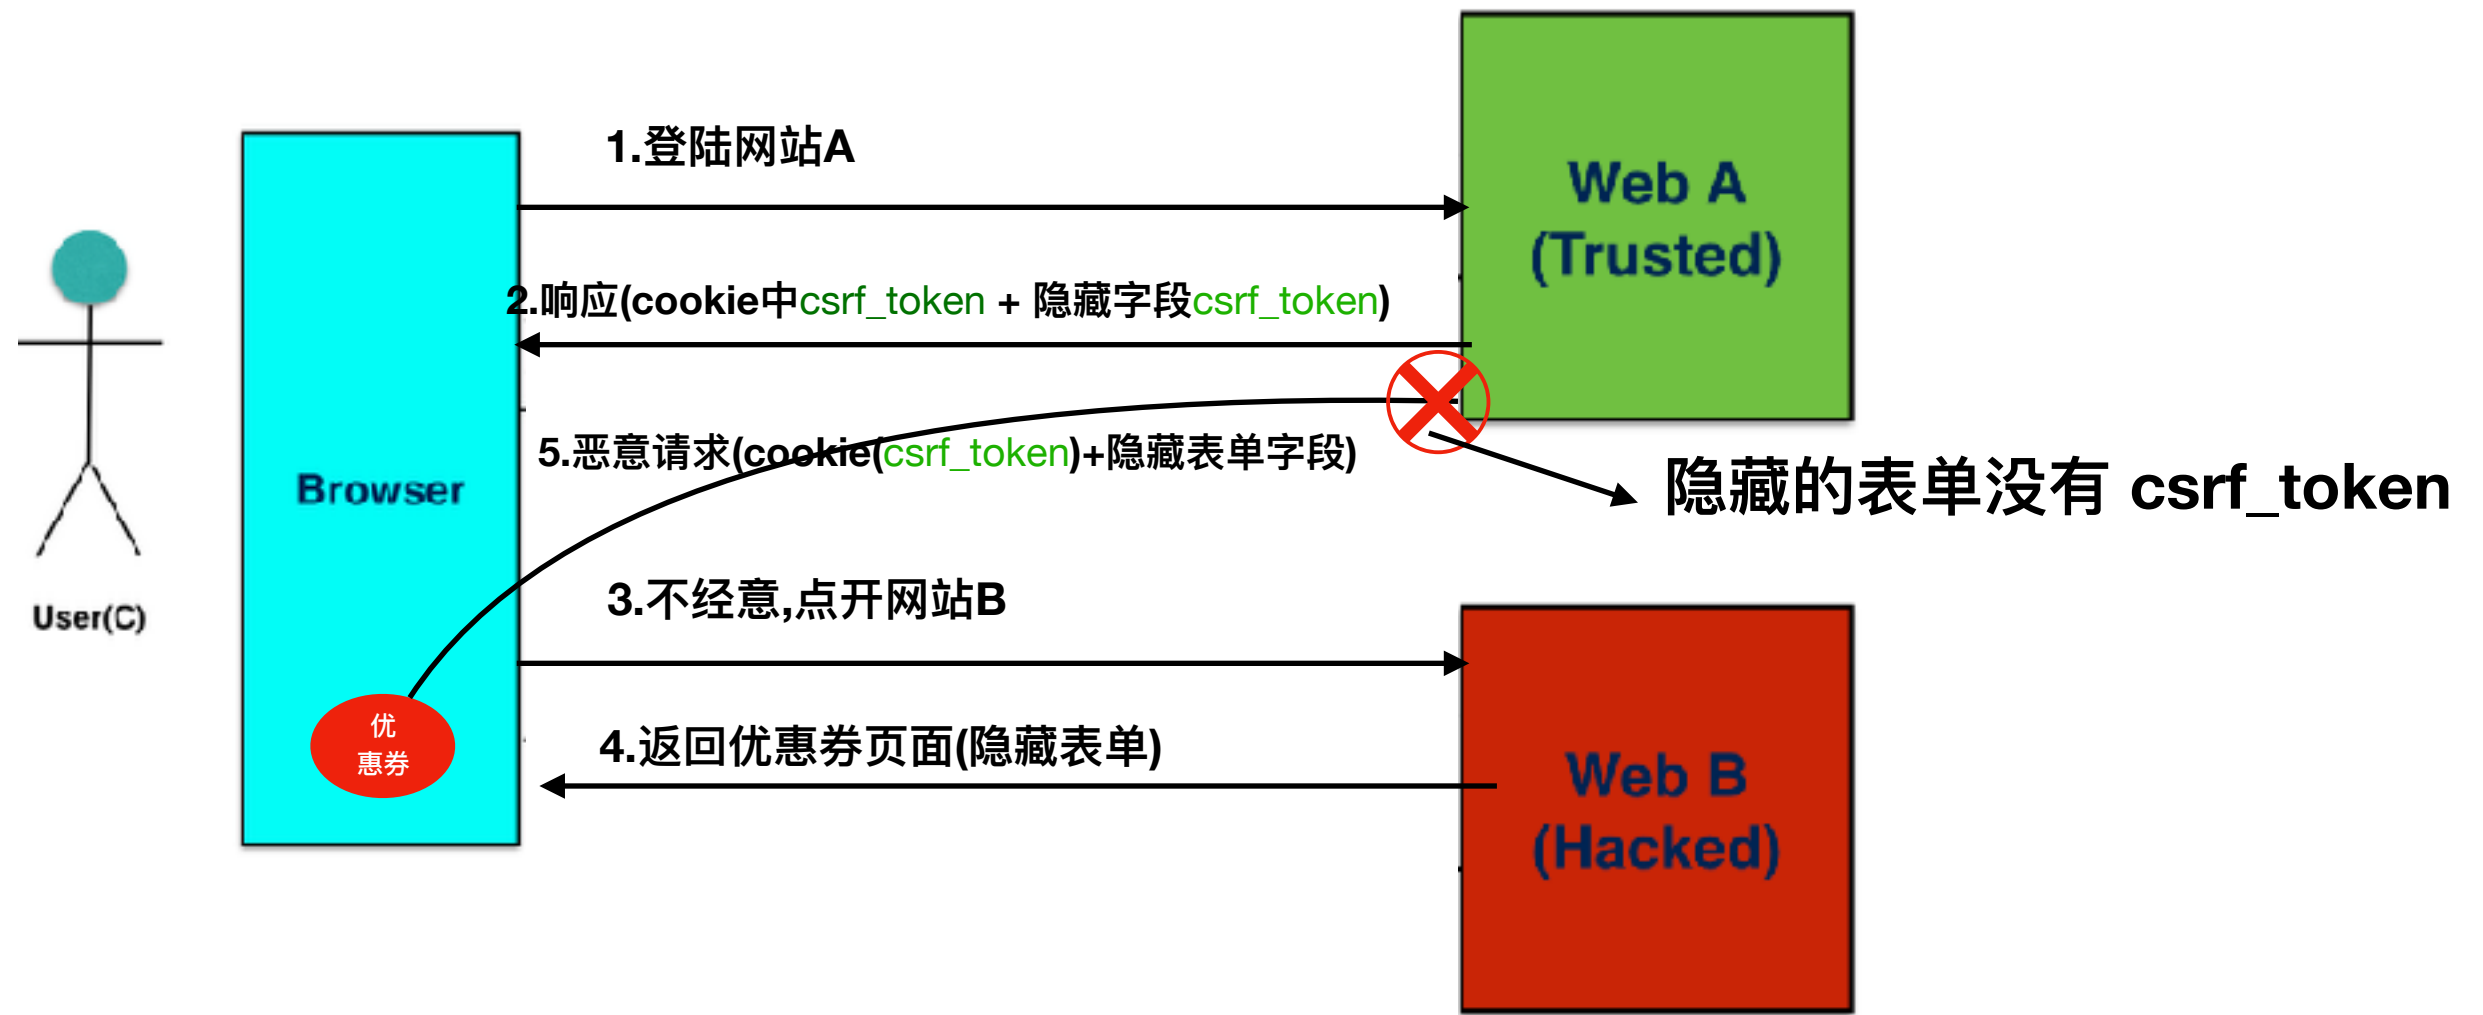 1.登陆网站A
Web A
(Trusted)
2.响应(cookie中csrf_token + 隐藏字段csrf_token)
5.恶意请求(cookie(csrf_token)+隐藏表单字段)
隐藏的表单没有 csrf_token
Browser
User(C)
3.不经意,点开网站B
优
惠券
4.返回优惠券页面(隐藏表单)
Web B
(Hacked)